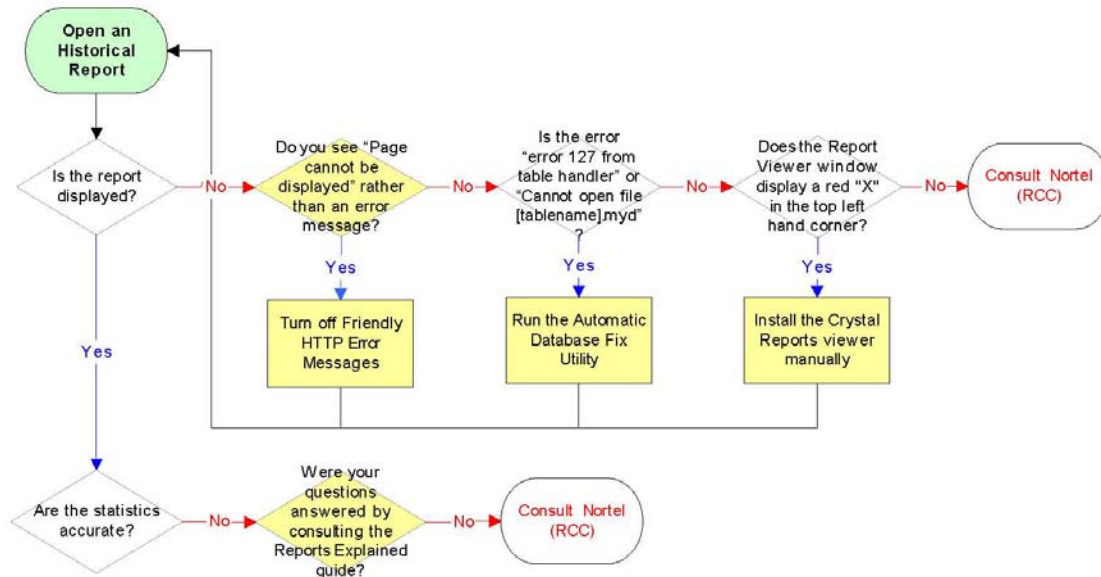 Open an
Historical
Report
Is the report
displayed?
No
Do you see “Page
cannot be
displayed” rather
than an error
message?
No
Is the error
“error 127 from
table handler” or
“Cannot open file
[tablename].myd”
?
No
Does the Report
Viewer window
display a red "X"
in the top left
hand corner?
No
Consult Nortel
(RCC)
Yes
Yes
Yes
Turn off Friendly
HTTP Error
Messages
Run the Automatic
Database Fix
Utility
Install the Crystal
Reports viewer
manually
Yes
Are the statistics
accurate?
No
Were your
questions
answered by
consulting the
Reports Explained
guide?
No
Consult Nortel
(RCC)